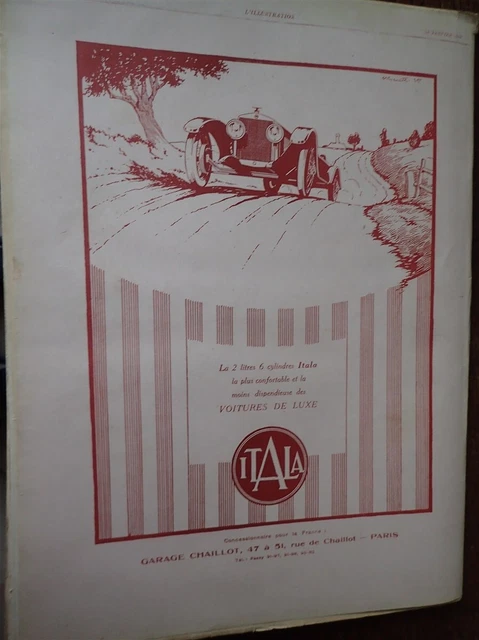 L'ILLUSTRATION
La 2 litres 6 cylindres Itala
la plus confortable et la
moins dispendieuse des
VOITURES DE LUXE
ITALA
Concessionnaire pour la France :
GARAGE CHAILLOT, 47 à 51, rue de Chaillot — PARIS